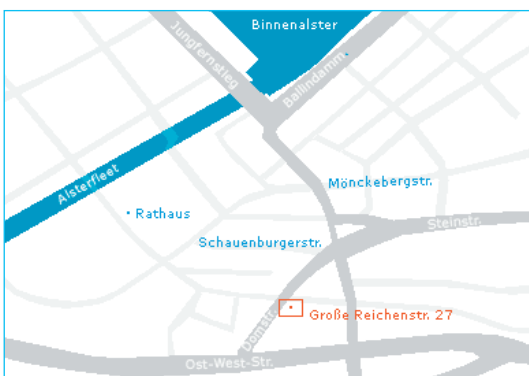 Binnenalster
Jungfernstieg
Ballindamm
Alsterfleet
Mönckebergstr.
Rathaus
Steinstr.
Schauenburgerstr.
Große Reichenstr. 27
Domstr.
Ost-West-Str.